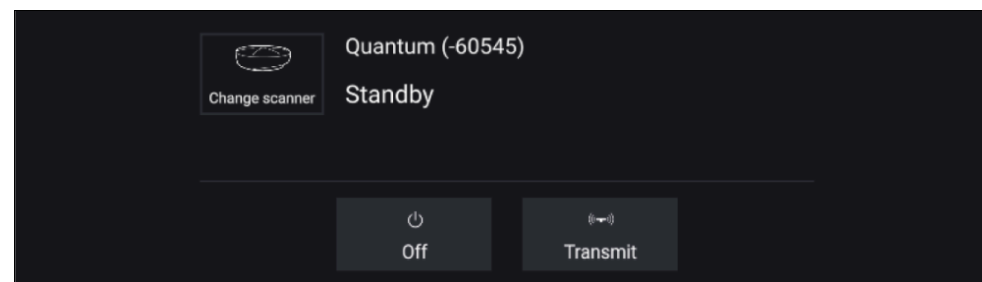 Quantum (-60545)
Change scanner
Standby
Off
Transmit